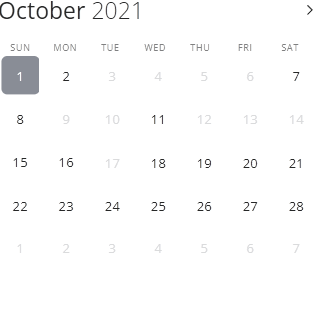 October 2021
SUN MON TUE WED THU FRI SAT
1 2 3 4 5 6 7
8 9 10 11 12 13 14
15 16 17 18 19 20 21
22 23 24 25 26 27 28
1 2 3 4 5 6 7